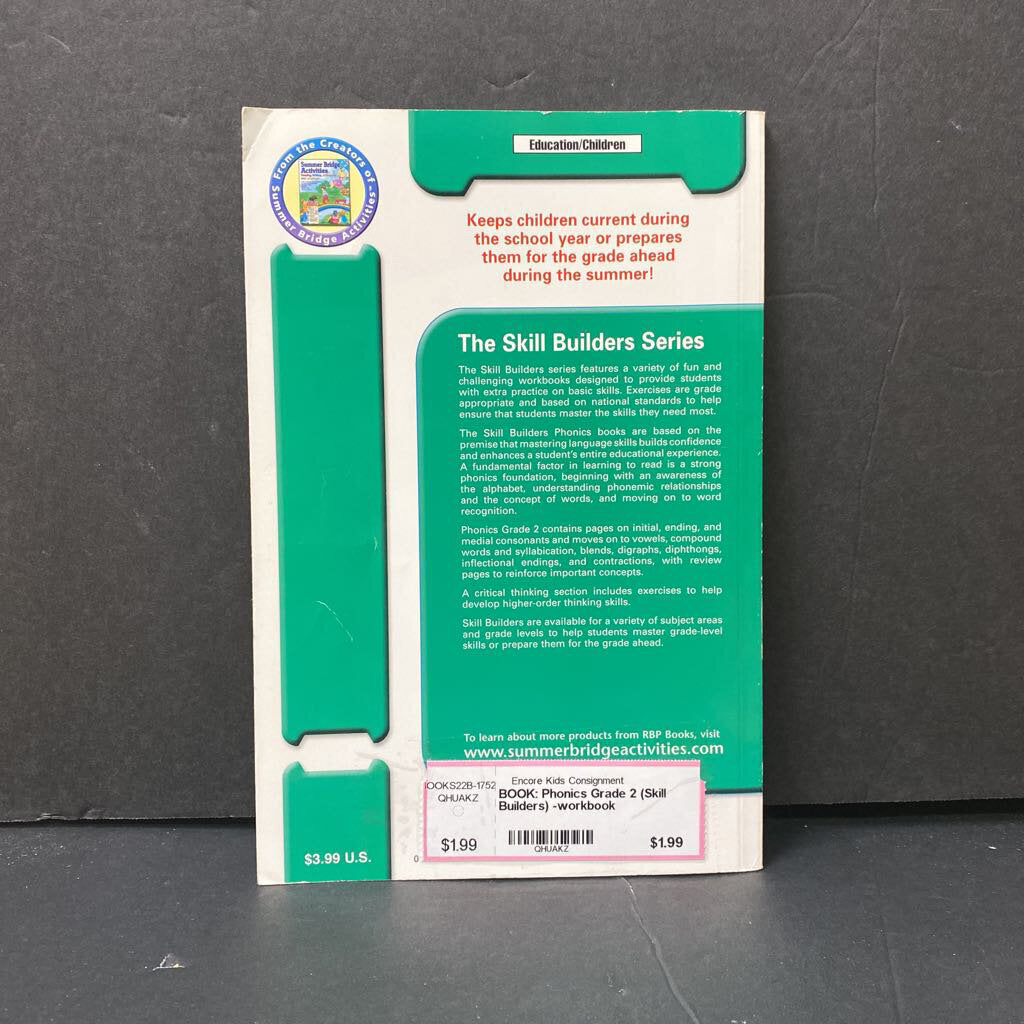 From the Creators of
Summer Bridge Activities
Summer Bridge
Activities
Education/Children
Keeps children current during
the school year or prepares
them for the grade ahead
during the summer!
The Skill Builders Series
The Skill Builders series features a variety of fun and
challenging workbooks designed to provide students
with extra practice on basic skills. Exercises are grade
appropriate and based on national standards to help
ensure that students master the skills they need most.
The Skill Builders Phonics books are based on the
premise that mastering language skills builds confidence
and enhances a student's entire educational experience.
A fundamental factor in learning to read is a strong
phonics foundation, beginning with an awareness of
the alphabet, understanding phonemic relationships
and the concept of words, and moving on to word
recognition.
Phonics Grade 2 contains pages on initial, ending, and
medial consonants and moves on to vowels, compound
words and syllabication, blends, digraphs, diphthongs,
inflectional endings, and contractions, with review
pages to reinforce important concepts.
A critical thinking section includes exercises to help
develop higher-order thinking skills.
Skill Builders are available for a variety of subject areas
and grade levels to help students master grade-level
skills or prepare them for the grade ahead.
To learn about more products from RBP Books, visit
www.summerbridgeactivities.com
OOKS22B-1752
QHUAKZ
$1.99
Encore Kids Consignment
BOOK: Phonics Grade 2 (Skill
Builders) -workbook
QHUAKZ
$1.99
$3.99 U.S.
0